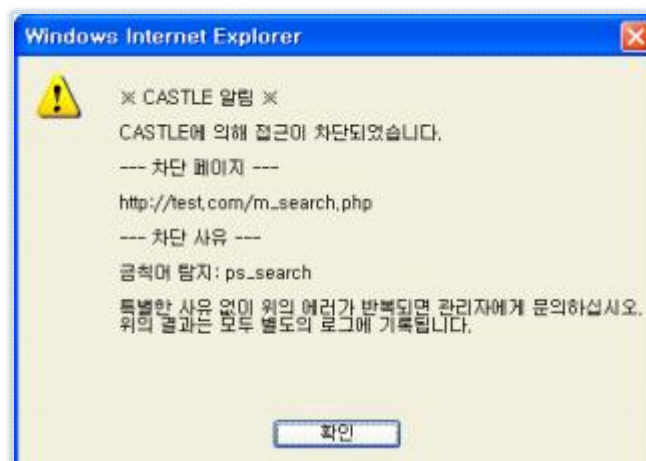 Windows Internet Explorer
※ CASTLE 알림 ※
CASTLE에 의해 접근이 차단되었습니다.
--- 차단 페이지 ---
http://test.com/m_search.php
--- 차단 사유 ---
금칙어 탐지: ps_search
특별한 사유 없이 위의 에러가 반복되면 관리자에게 문의하십시오.
위의 결과는 모두 별도의 로그에 기록됩니다.
확인